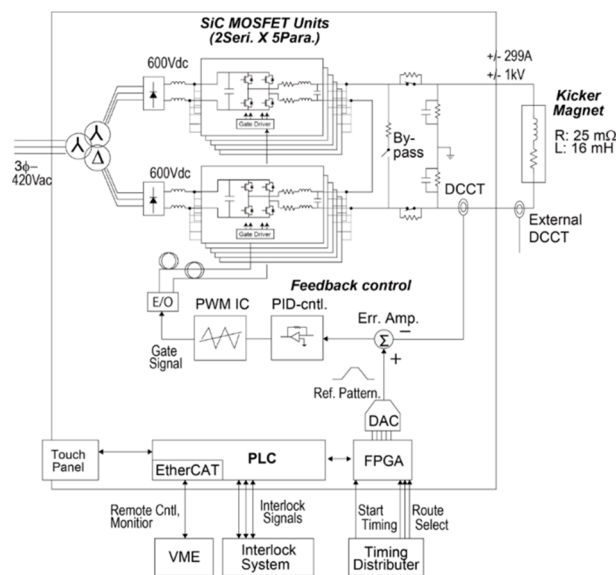 SiC MOSFET Units
(2Seri. X 5Para.)
600Vdc
Gate Driver
+/- 299A
+/- 1kV
Kicker
Magnet
R: 25 mΩ
L: 16 mH
By-
pass
3ϕ–
420Vac
600Vdc
Gate Driver
DCCT
External
DCCT
Feedback control
E/O
PWM IC
PID-cntl.
Err. Amp.
Σ
Gate
Signal
Ref. Pattern.
DAC
Touch
Panel
PLC
EtherCAT
FPGA
Remote Cntl,
Monitior
Interlock
Signals
Start
Timing
Route
Select
VME
Interlock
System
Timing
Distributer